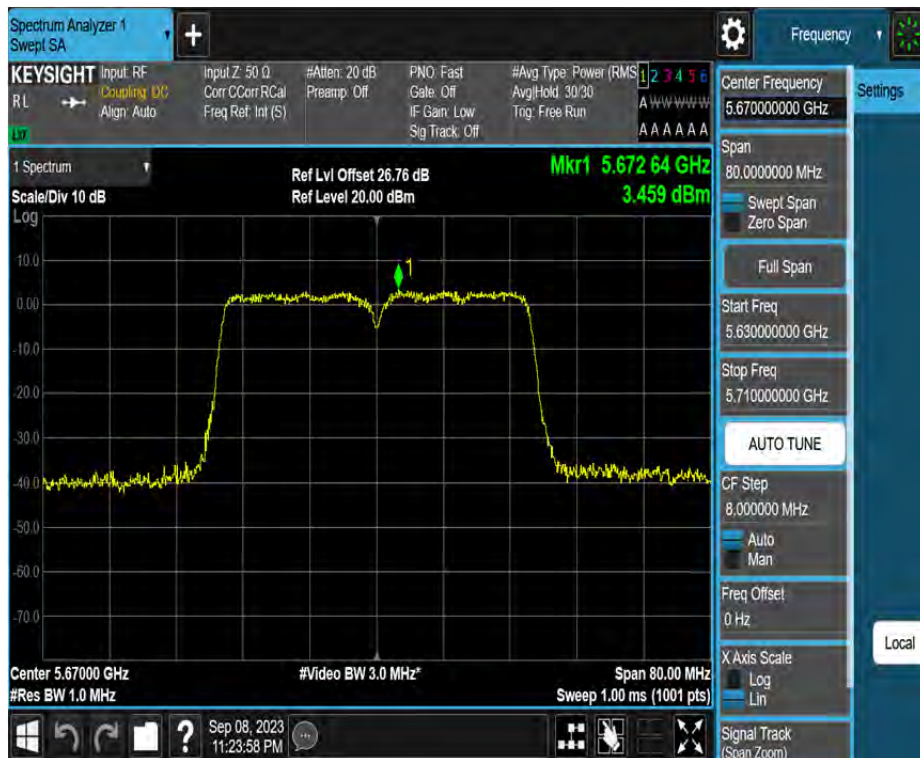 Spectrum Analyzer 1
Swept SA
+
Frequency
KEYSIGHT
RL
LXI
Input: RF
Coupling: DC
Align: Auto
Input Z: 50 Ω
Corr CCorr RCal
Freq Ref: Int (S)
#Atten: 20 dB
Preamp: Off
PNO: Fast
Gate: Off
IF Gain: Low
Sig Track: Off
#Avg Type: Power (RMS
Avg|Hold: 30/30
Trig: Free Run
1 2 3 4 5 6
A W W W W W
A A A A A A
1 Spectrum
Scale/Div 10 dB
Log
Ref Lvl Offset 26.76 dB
Ref Level 20.00 dBm
Mkr1 5.672 64 GHz
3.459 dBm
1
10.0
0.00
-10.0
-20.0
-30.0
-40.0
-50.0
-60.0
-70.0
Center 5.67000 GHz
#Res BW 1.0 MHz
#Video BW 3.0 MHz*
Span 80.00 MHz
Sweep 1.00 ms (1001 pts)
?
Sep 08, 2023
11:23:58 PM
Center Frequency
5.670000000 GHz
Span
80.0000000 MHz
Swept Span
Zero Span
Full Span
Start Freq
5.630000000 GHz
Stop Freq
5.710000000 GHz
AUTO TUNE
CF Step
8.000000 MHz
Auto
Man
Freq Offset
0 Hz
X Axis Scale
Log
Lin
Signal Track
(Span Zoom)
Settings
Local